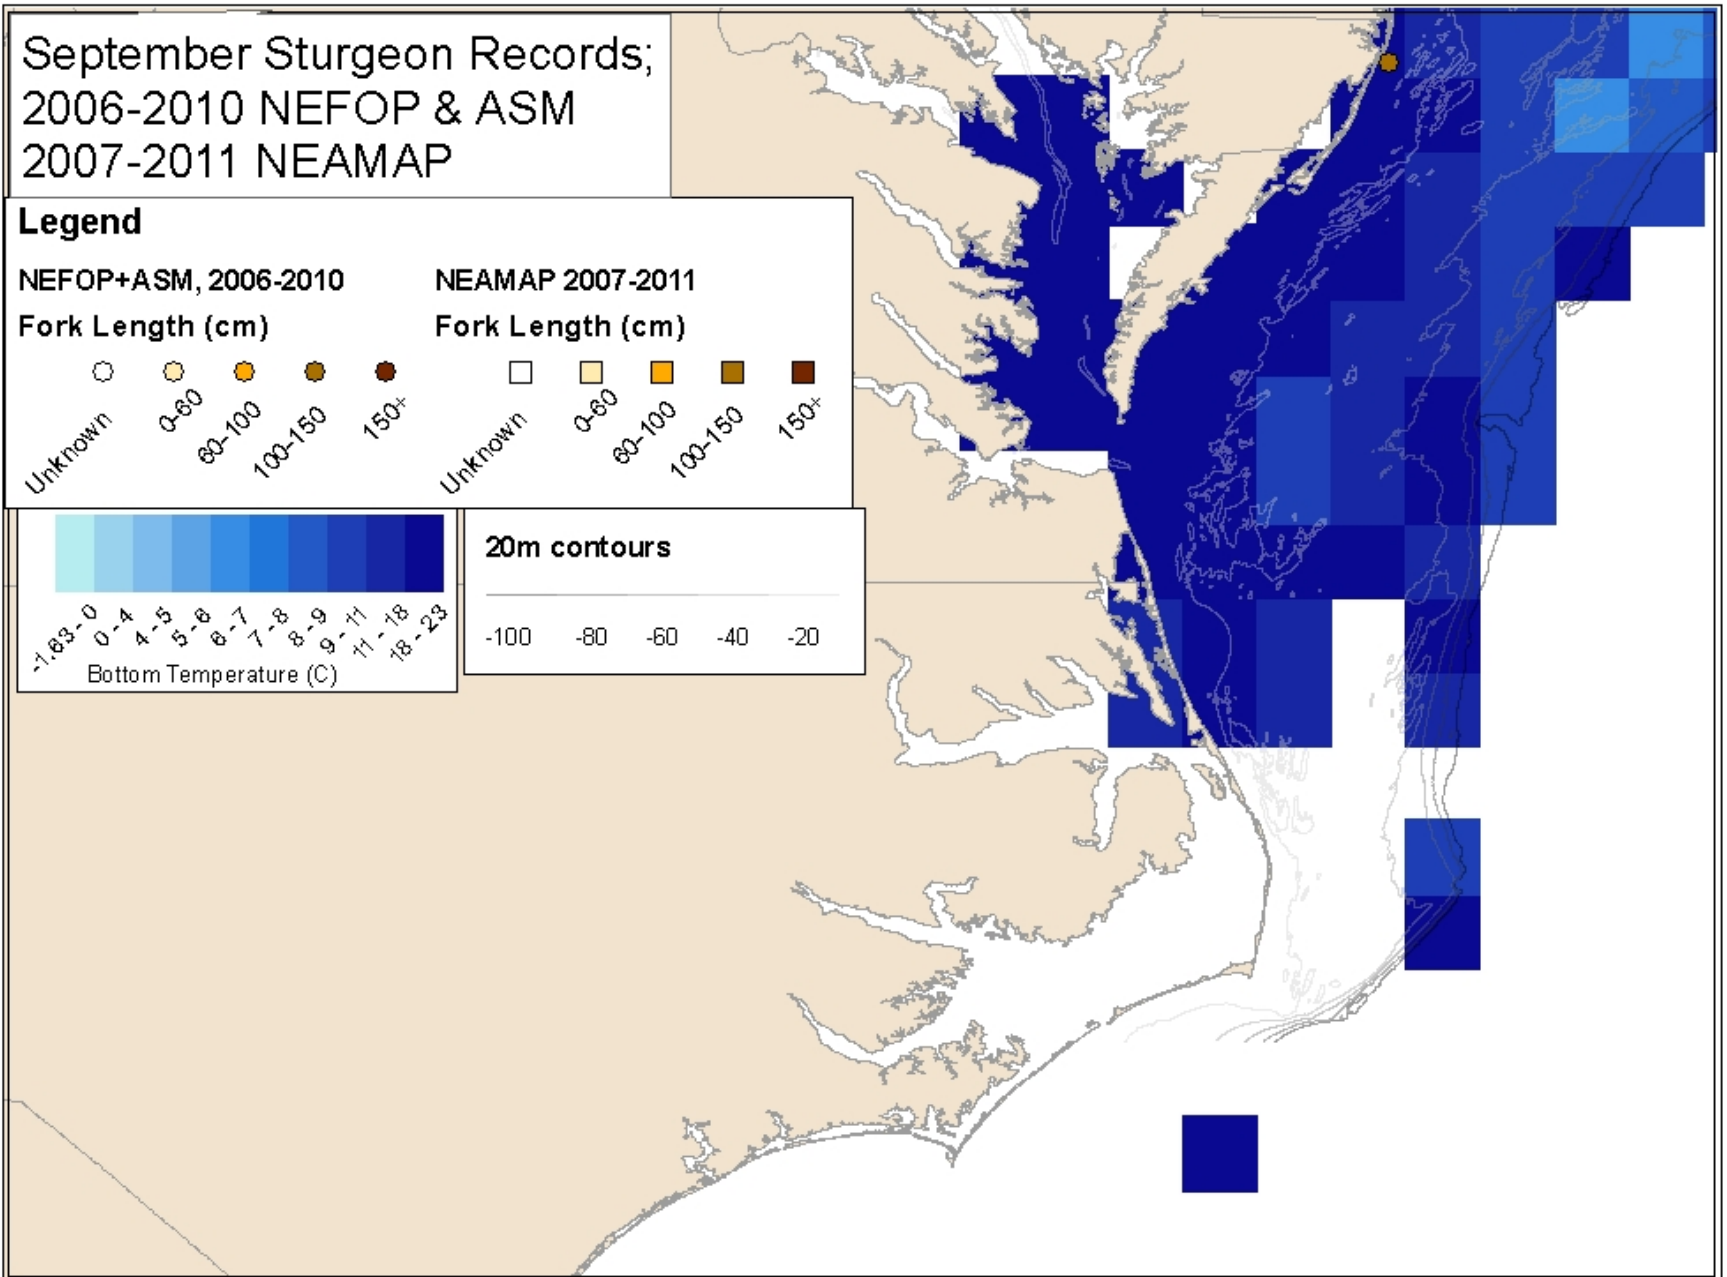 September Sturgeon Records;
2006-2010 NEFOP & ASM
2007-2011 NEAMAP
Legend
NEFOP+ASM, 2006-2010
Fork Length (cm)
Unknown
0-60
60-100
100-150
150+
NEAMAP 2007-2011
Fork Length (cm)
Unknown
0-60
60-100
100-150
150+
-1.63 - 0
0 - 4
4 - 5
5 - 6
6 - 7
7 - 8
8 - 9
9 - 11
11 - 18
18 - 23
Bottom Temperature (C)
20m contours
-100 -80 -60 -40 -20